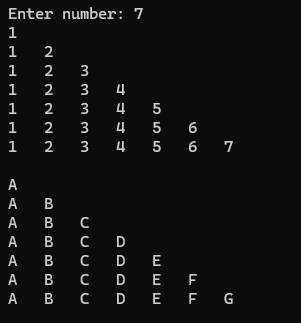 Enter number: 7
1
1   2
1   2   3
1   2   3   4
1   2   3   4   5
1   2   3   4   5   6
1   2   3   4   5   6   7

A
A   B
A   B   C
A   B   C   D
A   B   C   D   E
A   B   C   D   E   F
A   B   C   D   E   F   G